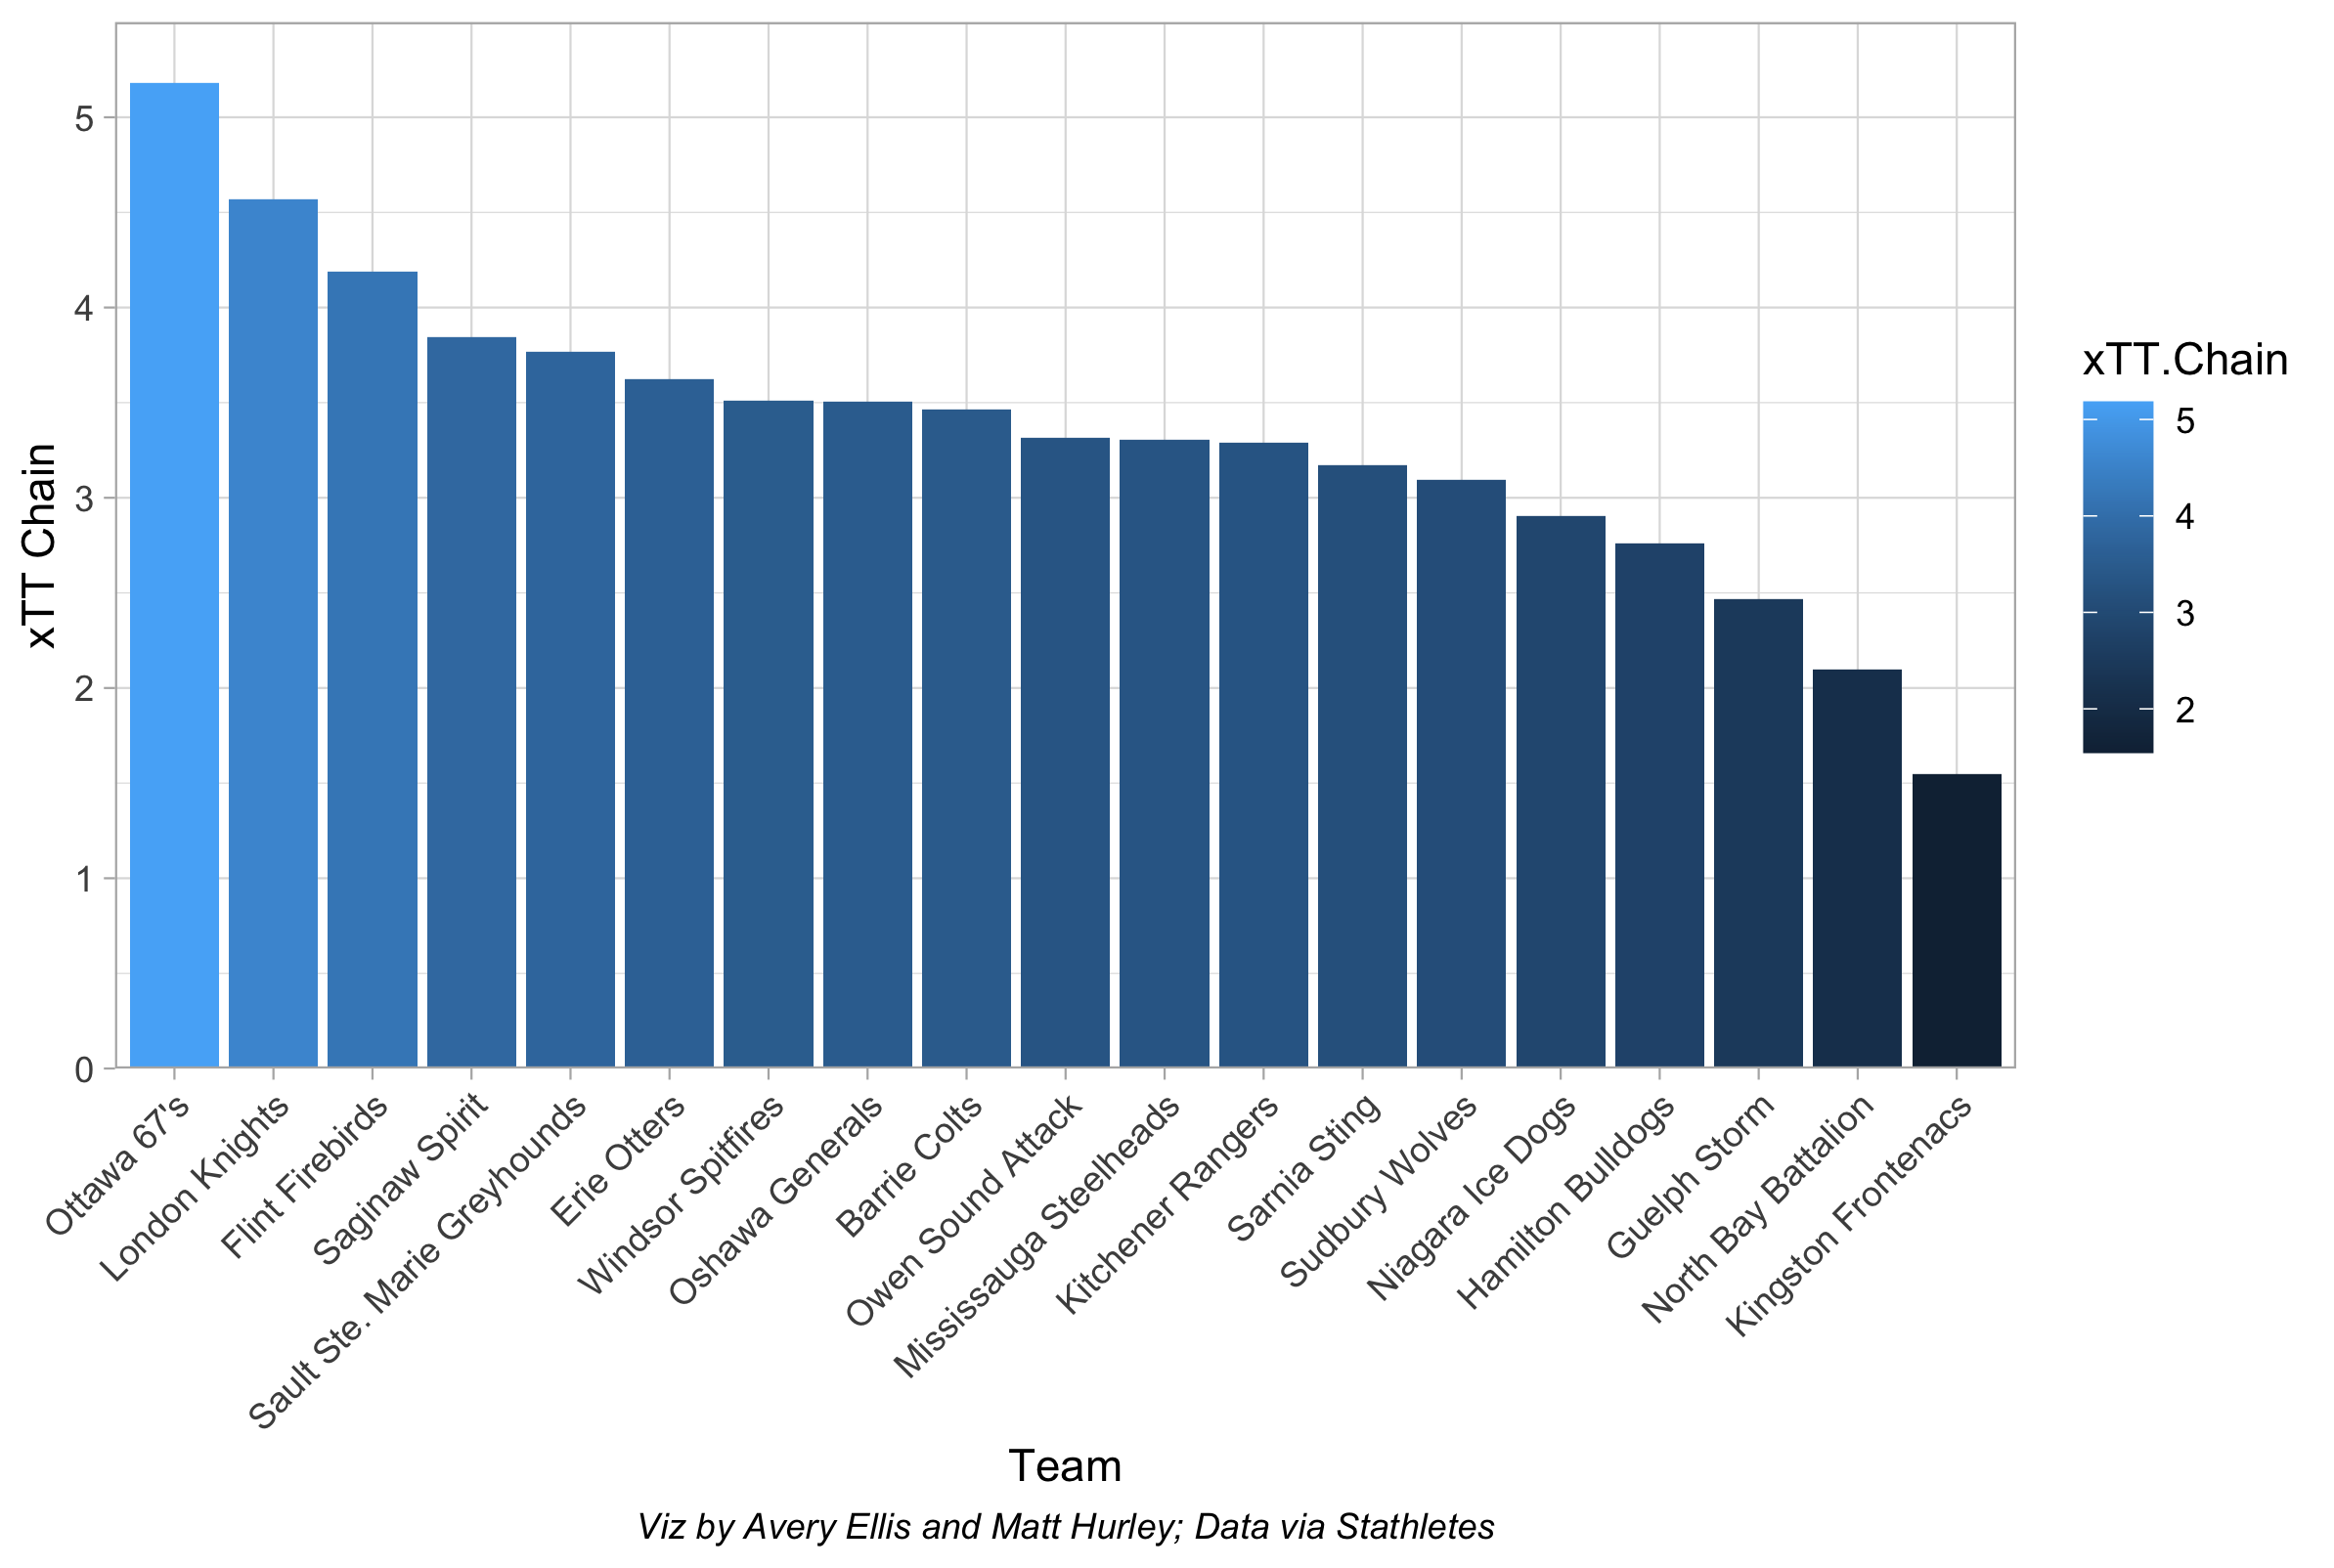 xTT Chain
5
4
3
2
1
0
Ottawa 67's
London Knights
Flint Firebirds
Saginaw Spirit
Sault Ste. Marie Greyhounds
Erie Otters
Windsor Spitfires
Oshawa Generals
Barrie Colts
Owen Sound Attack
Mississauga Steelheads
Kitchener Rangers
Sarnia Sting
Sudbury Wolves
Niagara Ice Dogs
Hamilton Bulldogs
Guelph Storm
North Bay Battalion
Kingston Frontenacs
Team
Viz by Avery Ellis and Matt Hurley; Data via Stathletes
xTT.Chain
5
4
3
2